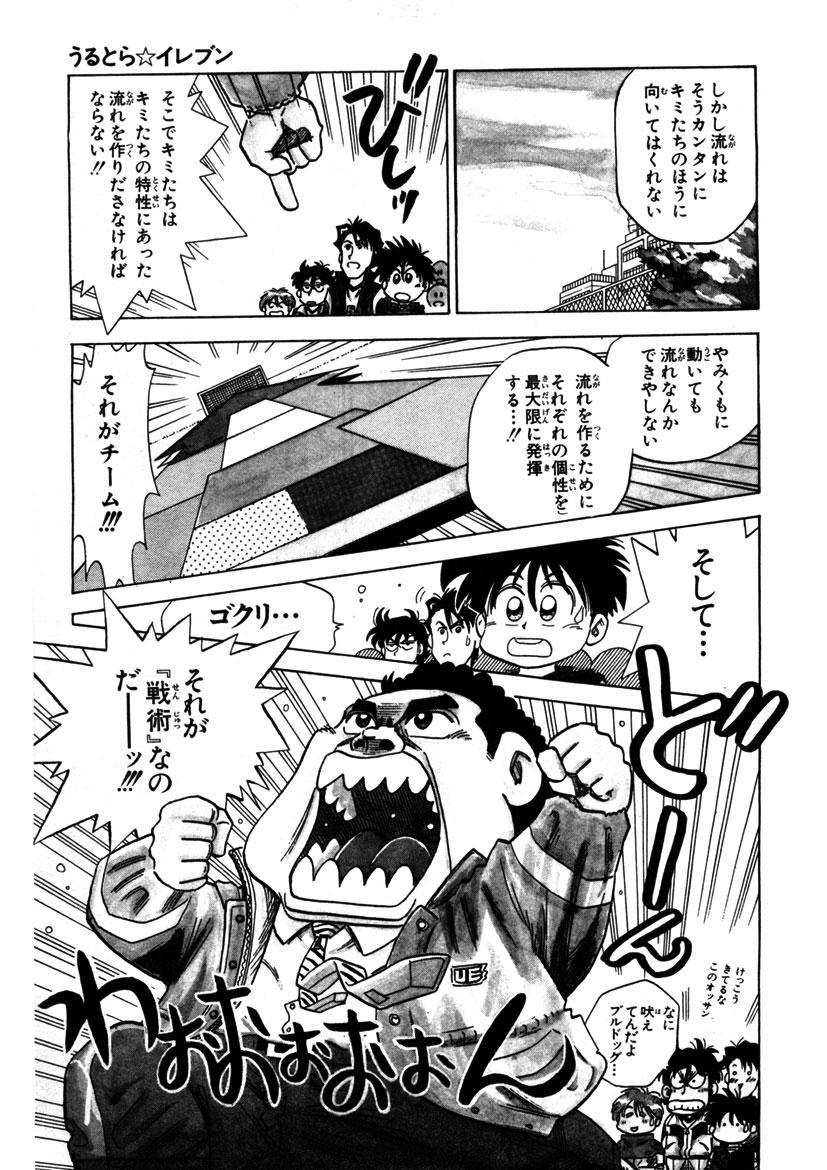 うるとら☆イレブン
しかし流れは
そうカンタンに
キミたちのほうに
向いてはくれない
びしッ
そこでキミたちは
キミたちの特性にあった
流れを作りださなければ
ならない!!
やみくもに
動いても
流れなんか
できやしない
流れを作るために
それぞれの個性を
最大限に発揮
する…!!
それがチーム!!!
そして…
ゴクリ…
どーん
それが
『戦術』なの
だーッ!!!
UE
わおおおおおおん
けっこう
きてるな
このオッサン
なに
吠え
てんだよ
ブルドッグ…